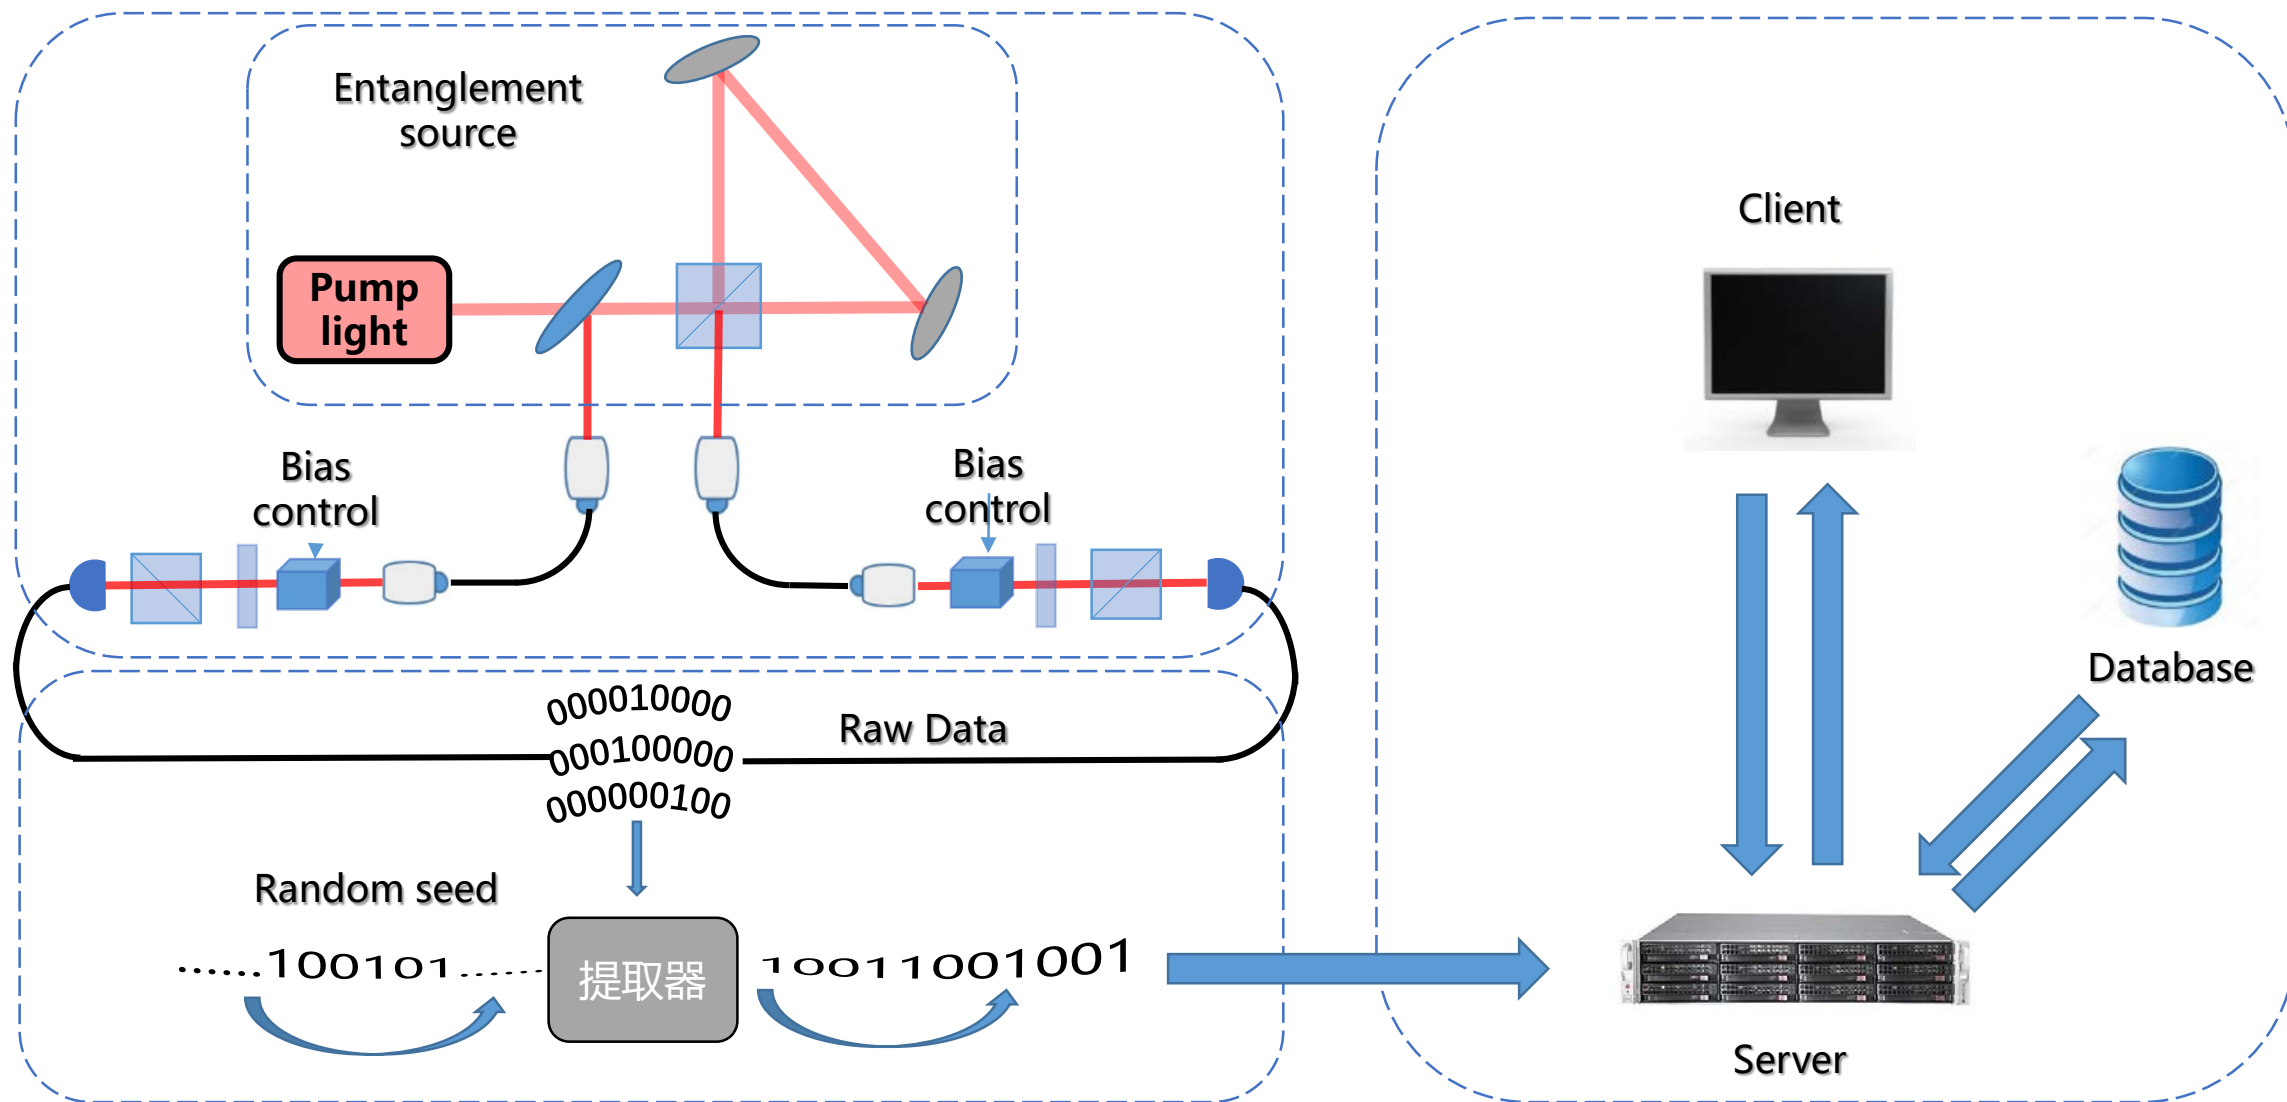 Entanglement
source
Pump
light
Client
Bias
control
Bias
control
Database
000010000
Raw Data
000100000
000000100
Random seed
......100101......
提取器
10011001001
Server